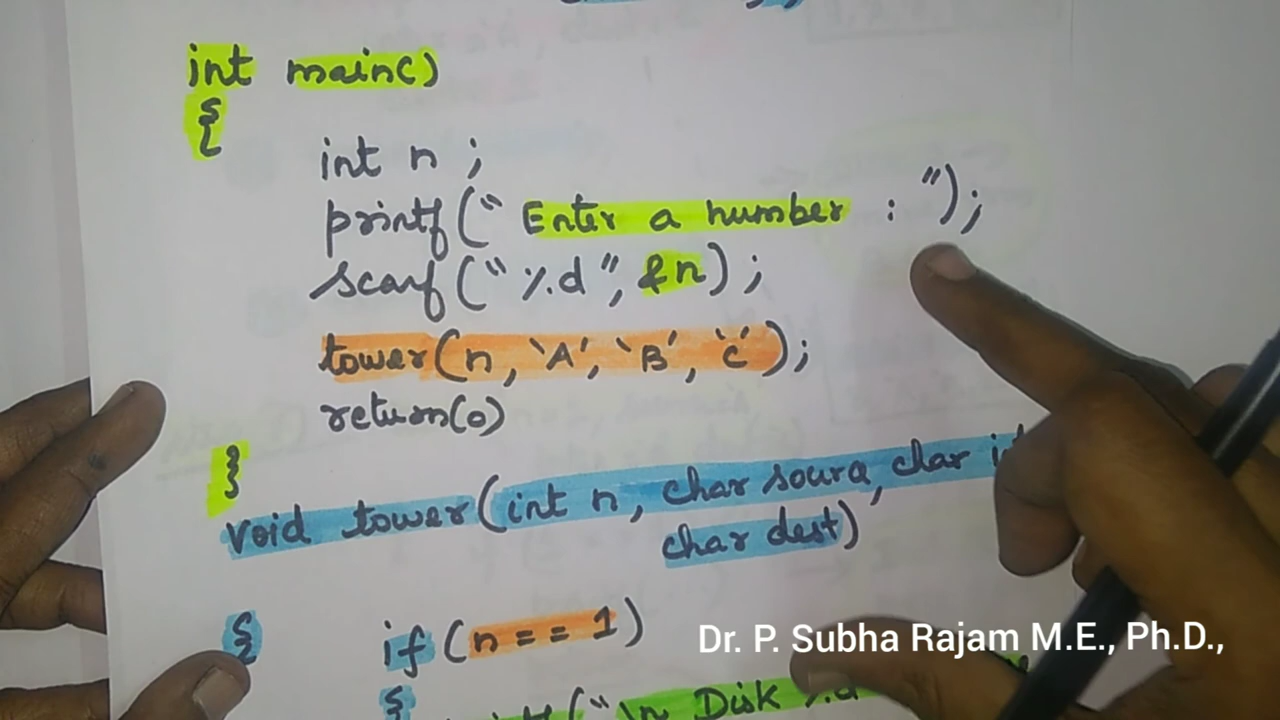 int main()
{
int n ;
printf(" Enter a number : ");
scanf("%d", &n);
tower(n, 'A', 'B', 'C');
return(0)
}
void tower(int n, char source, char
char dest)
{ if (n == 1)
{
("\n Disk %d
Dr. P. Subha Rajam M.E., Ph.D.,